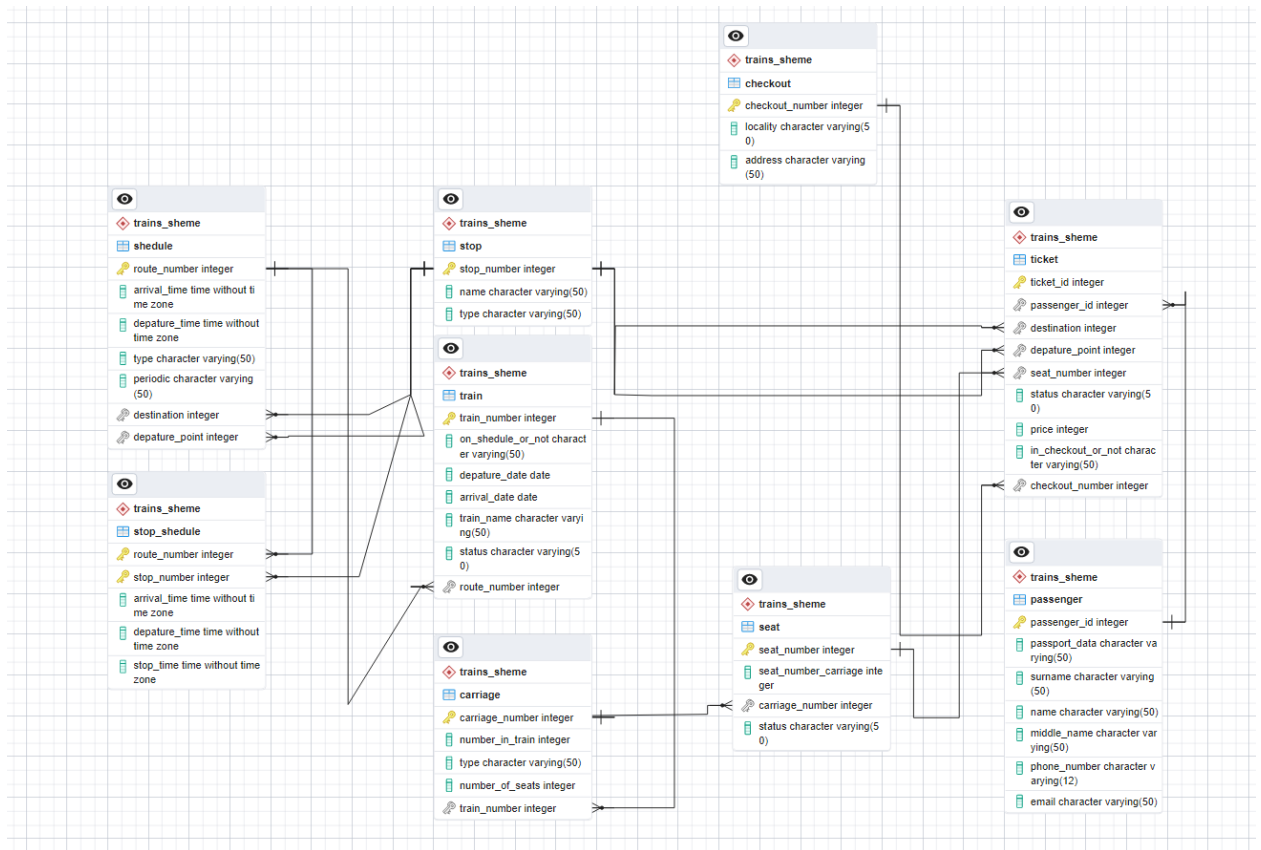 trains_sheme
checkout
checkout_number integer
locality character varying(5
0)
address character varying
(50)
trains_sheme
shedule
route_number integer
arrival_time time without ti
me zone
depature_time time without
time zone
type character varying(50)
periodic character varying
(50)
destination integer
depature_point integer
trains_sheme
stop_shedule
route_number integer
stop_number integer
arrival_time time without ti
me zone
depature_time time without
time zone
stop_time time without time
zone
trains_sheme
stop
stop_number integer
name character varying(50)
type character varying(50)
trains_sheme
train
train_number integer
on_shedule_or_not charact
er varying(50)
depature_date date
arrival_date date
train_name character varyi
ng(50)
status character varying(5
0)
route_number integer
trains_sheme
carriage
carriage_number integer
number_in_train integer
type character varying(50)
number_of_seats integer
train_number integer
trains_sheme
seat
seat_number integer
seat_number_carriage inte
ger
carriage_number integer
status character varying(5
0)
trains_sheme
ticket
ticket_id integer
passenger_id integer
destination integer
depature_point integer
seat_number integer
status character varying(5
0)
price integer
in_checkout_or_not charac
ter varying(50)
checkout_number integer
trains_sheme
passenger
passenger_id integer
passport_data character va
rying(50)
surname character varying
(50)
name character varying(50)
middle_name character var
ying(50)
phone_number character v
arying(12)
email character varying(50)